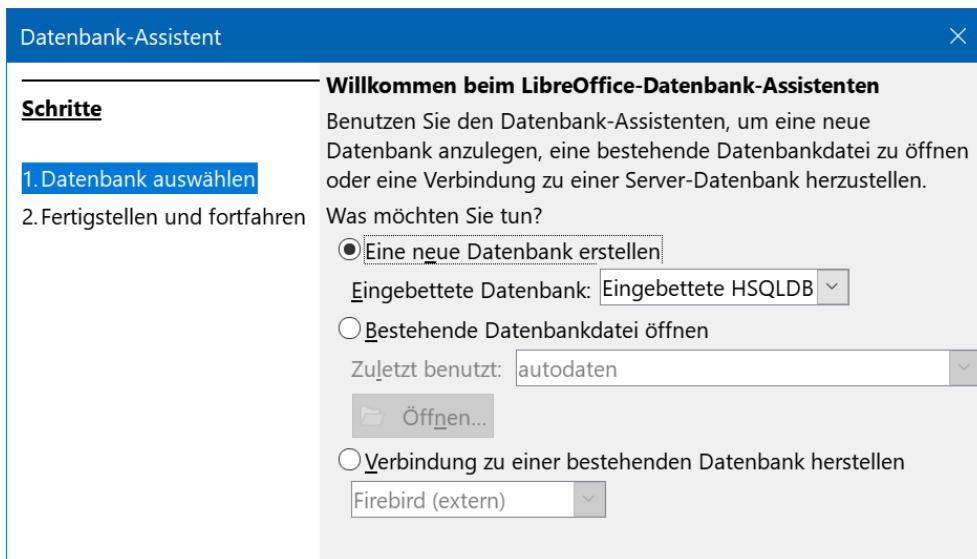 Datenbank-Assistent
Schritte
1. Datenbank auswählen
2. Fertigstellen und fortfahren
Willkommen beim LibreOffice-Datenbank-Assistenten
Benutzen Sie den Datenbank-Assistenten, um eine neue
Datenbank anzulegen, eine bestehende Datenbankdatei zu öffnen
oder eine Verbindung zu einer Server-Datenbank herzustellen.
Was möchten Sie tun?
Eine neue Datenbank erstellen
Eingebettete Datenbank: Eingebettete HSQLDB
Bestehende Datenbankdatei öffnen
Zuletzt benutzt: autodaten
Öffnen...
Verbindung zu einer bestehenden Datenbank herstellen
Firebird (extern)